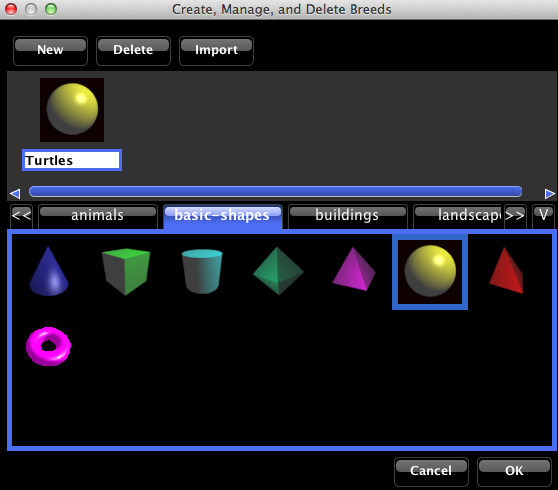 Create, Manage, and Delete Breeds
New Delete Import
Turtles
<< animals basic-shapes buildings landscape >> V
Cancel OK